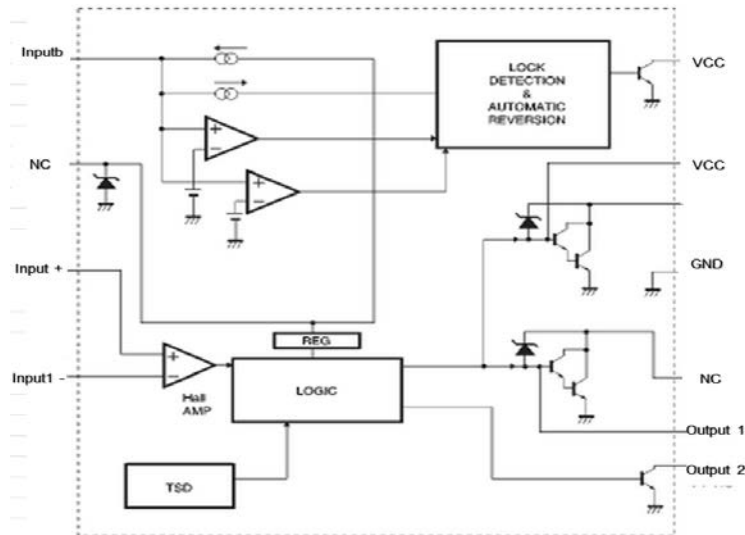 Inputb
VCC
LOCK
DETECTION
&
AUTOMATIC
REVERSION
NC
VCC
+
−
+
−
Input +
GND
REG
+
−
Input1 -
Hall
AMP
LOGIC
NC
Output 1
Output 2
TSD